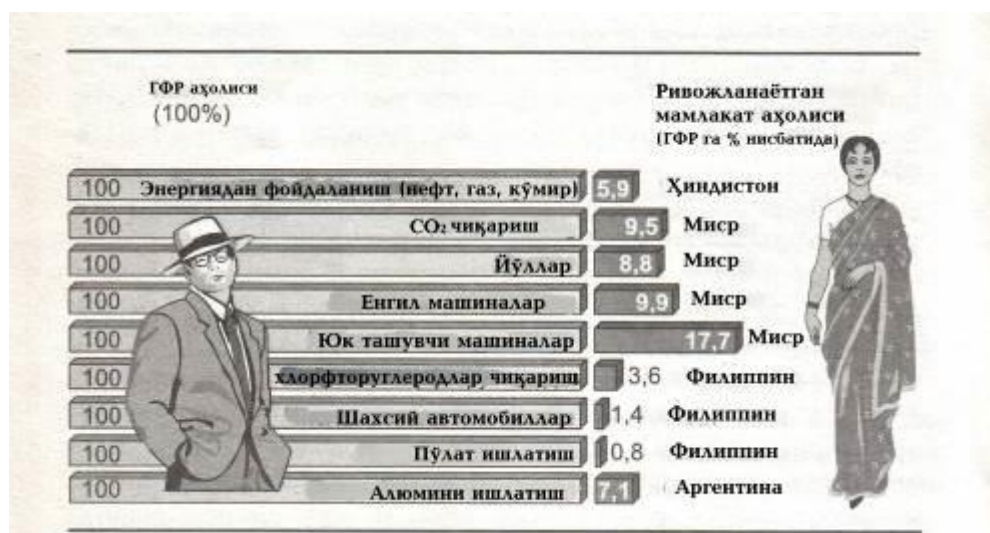 ГФР аҳолиси
(100%)
Ривожланаётган
мамлакат аҳолиси
(ГФР га % нисбатида)
100 Энергиядан фойдаланиш (нефт, газ, кўмир) 5,9 Ҳиндистон
100 CO₂ чиқариш 9,5 Миср
100 Йўллар 8,8 Миср
100 Енгил машиналар 9,9 Миср
100 Юк ташувчи машиналар 17,7 Миср
100 хлорфторуглеродлар чиқариш 3,6 Филиппин
100 Шахсий автомобиллар 1,4 Филиппин
100 Пўлат ишлатиш 0,8 Филиппин
100 Алюмини ишлатиш 7,1 Аргентина